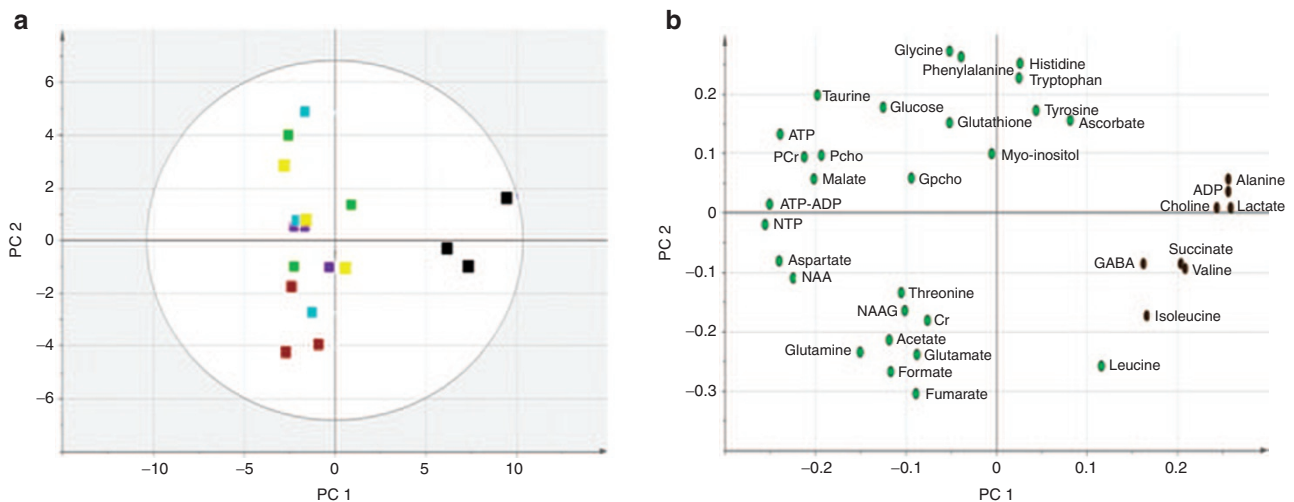 a
PC 2
6
4
2
0
−2
−4
−6
−10
−5
0
5
10
PC 1
b
PC 2
0.2
0.1
0
−0.1
−0.2
−0.3
Glycine
Phenylalanine
Histidine
Tryptophan
Taurine
Glucose
Tyrosine
Glutathione
Ascorbate
ATP
PCr
Pcho
Myo-inositol
Malate
Gpcho
Alanine
ADP
ATP-ADP
Choline
Lactate
NTP
Aspartate
NAA
Succinate
GABA
Valine
Threonine
NAAG
Cr
Isoleucine
Acetate
Glutamine
Glutamate
Formate
Leucine
Fumarate
−0.2
−0.1
0
0.1
0.2
PC 1